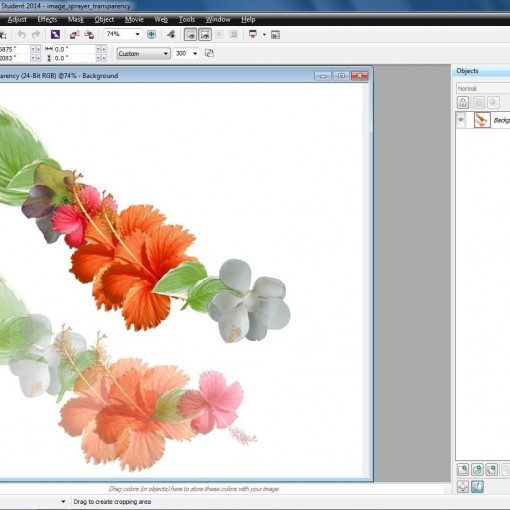 Student 2014 - image_sprayer_transparency
Adjust Effects Mask Object Movie Web Tools Window Help
74%
5875" 0.0 "
2083" 0.0 "
Custom 300
arency (24-Bit RGB) @74% - Background
Objects
Normal
Backg
Drag colors (or objects) here to store these colors with your image
Drag to create cropping area